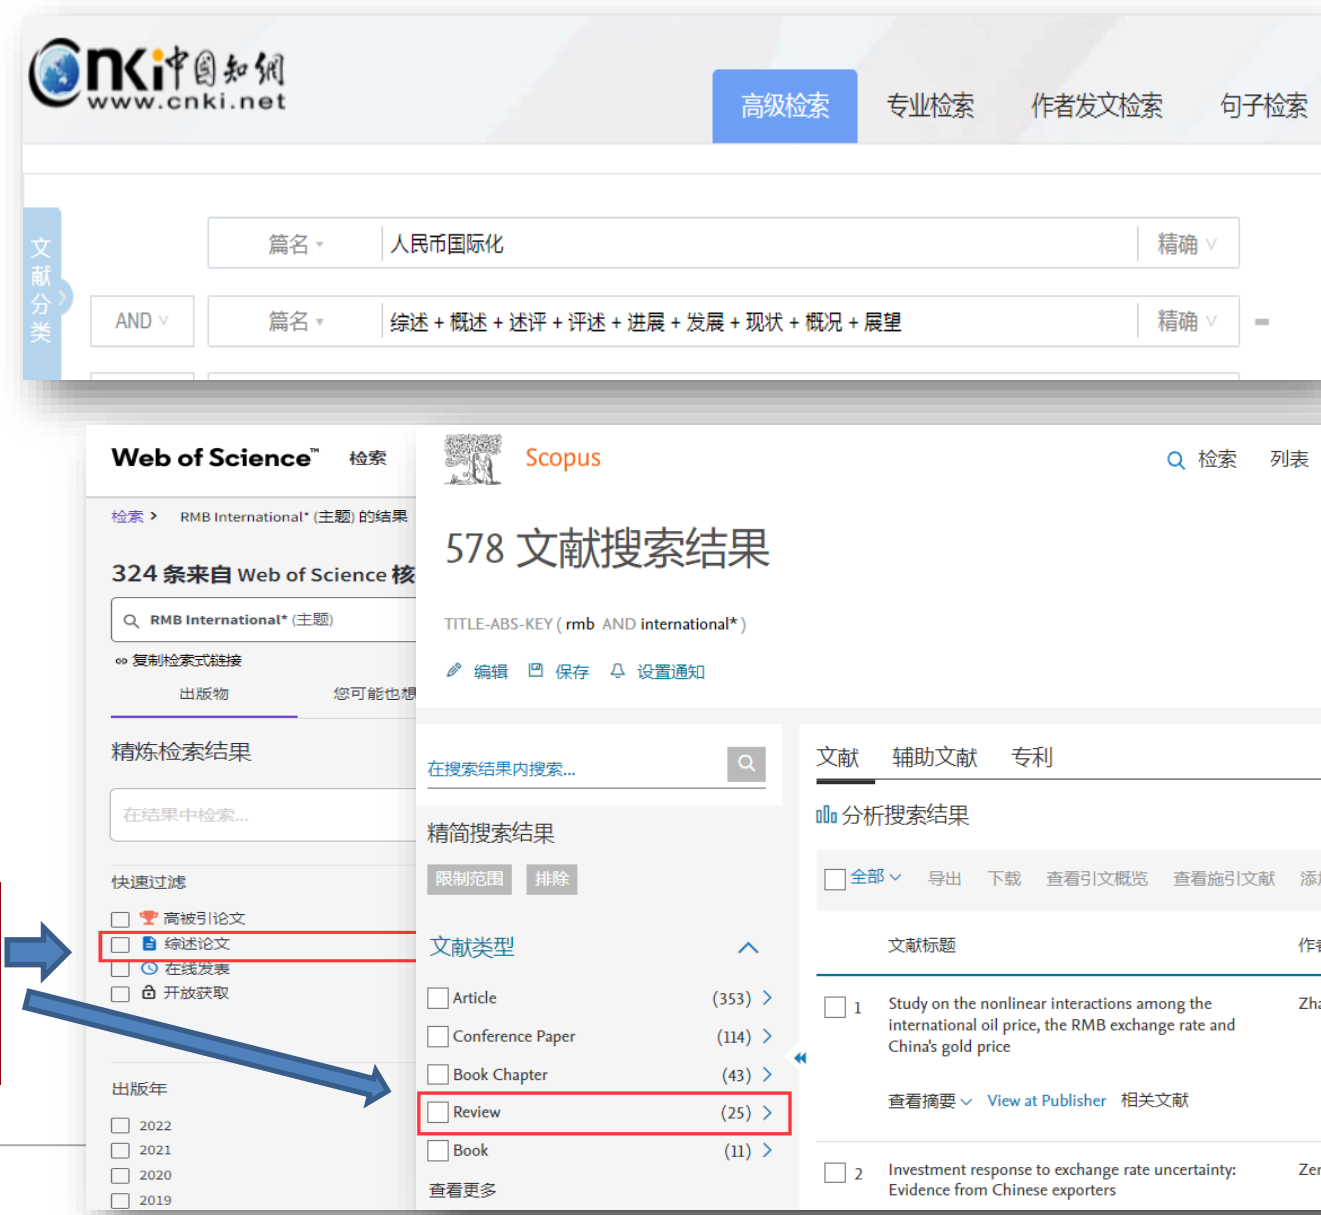 Cnki中国知网
www.cnki.net
高级检索 专业检索 作者发文检索 句子检索
文献分类
篇名 人民币国际化 精确
AND 篇名 综述 + 概述 + 述评 + 评述 + 进展 + 发展 + 现状 + 概况 + 展望 精确
Web of Science™ 检索
检索 > RMB International* (主题) 的结果
324 条来自 Web of Science 核
RMB International* (主题)
复制检索式链接
出版物 您可能也想
精炼检索结果
在结果中检索...
快速过滤
高被引论文
综述论文
在线发表
开放获取
出版年
2022
2021
2020
2019
Scopus
检索 列表
578 文献搜索结果
TITLE-ABS-KEY ( rmb AND international* )
编辑 保存 设置通知
在搜索结果内搜索...
精简搜索结果
限制范围 排除
文献类型
Article (353)
Conference Paper (114)
Book Chapter (43)
Review (25)
Book (11)
查看更多
文献 辅助文献 专利
分析搜索结果
全部 导出 下载 查看引文概览 查看施引文献
文献标题
1 Study on the nonlinear interactions among the
international oil price, the RMB exchange rate and
China's gold price
查看摘要 View at Publisher 相关文献
2 Investment response to exchange rate uncertainty:
Evidence from Chinese exporters